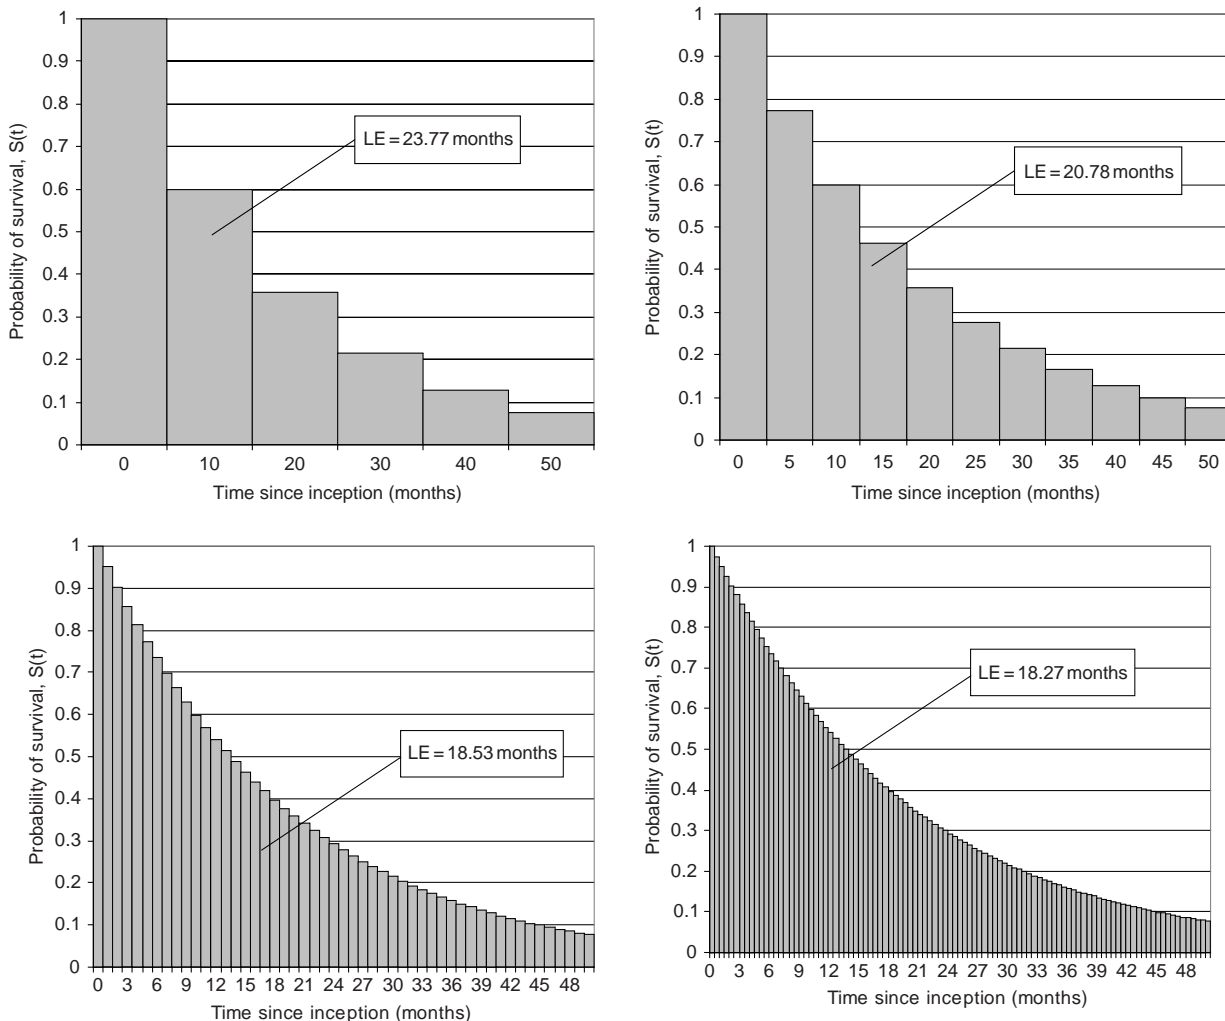 1
0.9
0.8
0.7
0.6
0.5
0.4
0.3
0.2
0.1
0
Probability of survival, S(t)
LE = 23.77 months
0 10 20 30 40 50
Time since inception (months)
1
0.9
0.8
0.7
0.6
0.5
0.4
0.3
0.2
0.1
0
Probability of survival, S(t)
LE = 20.78 months
0 5 10 15 20 25 30 35 40 45 50
Time since inception (months)
1
0.9
0.8
0.7
0.6
0.5
0.4
0.3
0.2
0.1
0
Probability of survival, S(t)
LE = 18.53 months
0 3 6 9 12 15 18 21 24 27 30 33 36 39 42 45 48
Time since inception (months)
1
0.9
0.8
0.7
0.6
0.5
0.4
0.3
0.2
0.1
0
Probability of survival, S(t)
LE = 18.27 months
0 3 6 9 12 15 18 21 24 27 30 33 36 39 42 45 48
Time since inception (months)